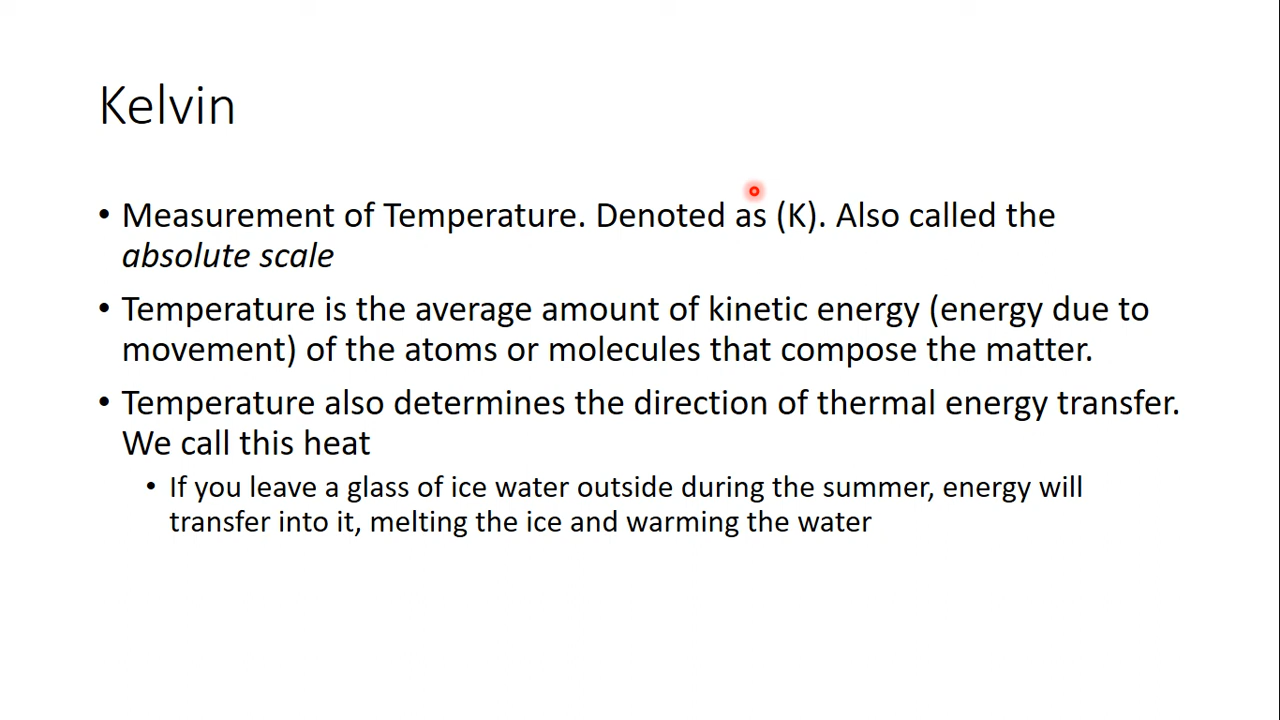 Kelvin
• Measurement of Temperature. Denoted as (K). Also called the
absolute scale
• Temperature is the average amount of kinetic energy (energy due to
movement) of the atoms or molecules that compose the matter.
• Temperature also determines the direction of thermal energy transfer.
We call this heat
• If you leave a glass of ice water outside during the summer, energy will
transfer into it, melting the ice and warming the water